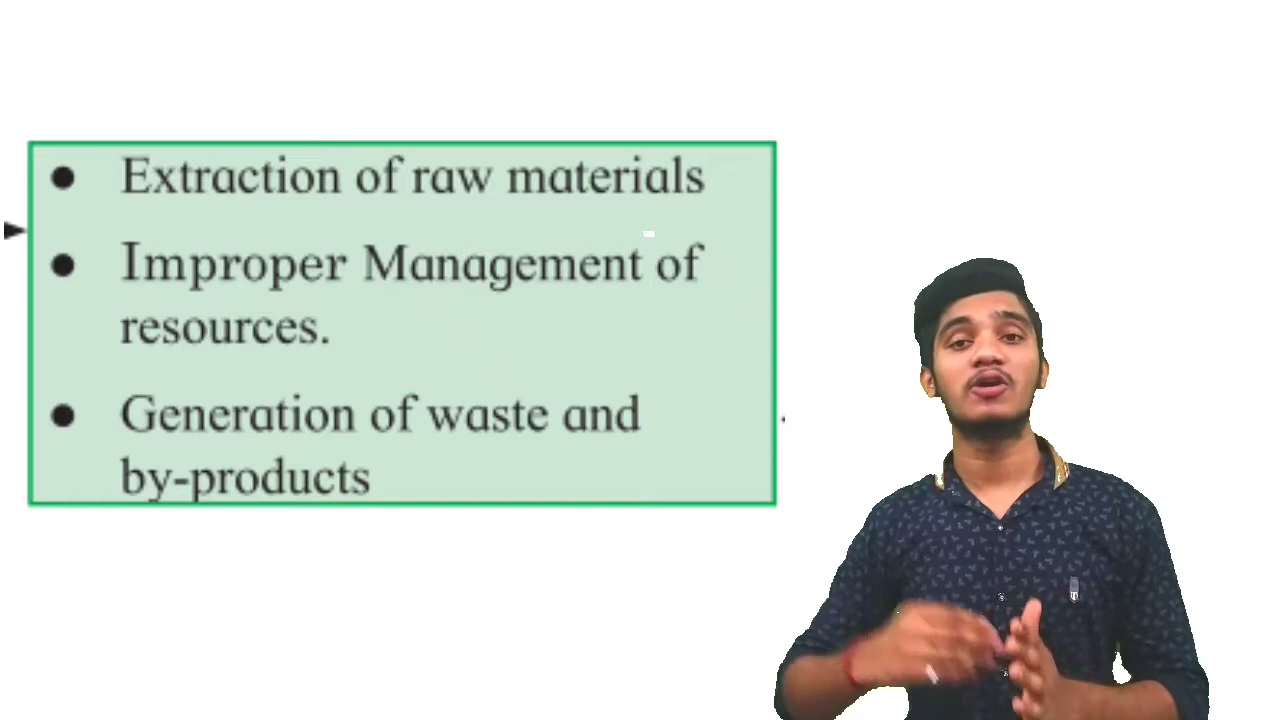 ● Extraction of raw materials
● Improper Management of
resources.
● Generation of waste and
by-products